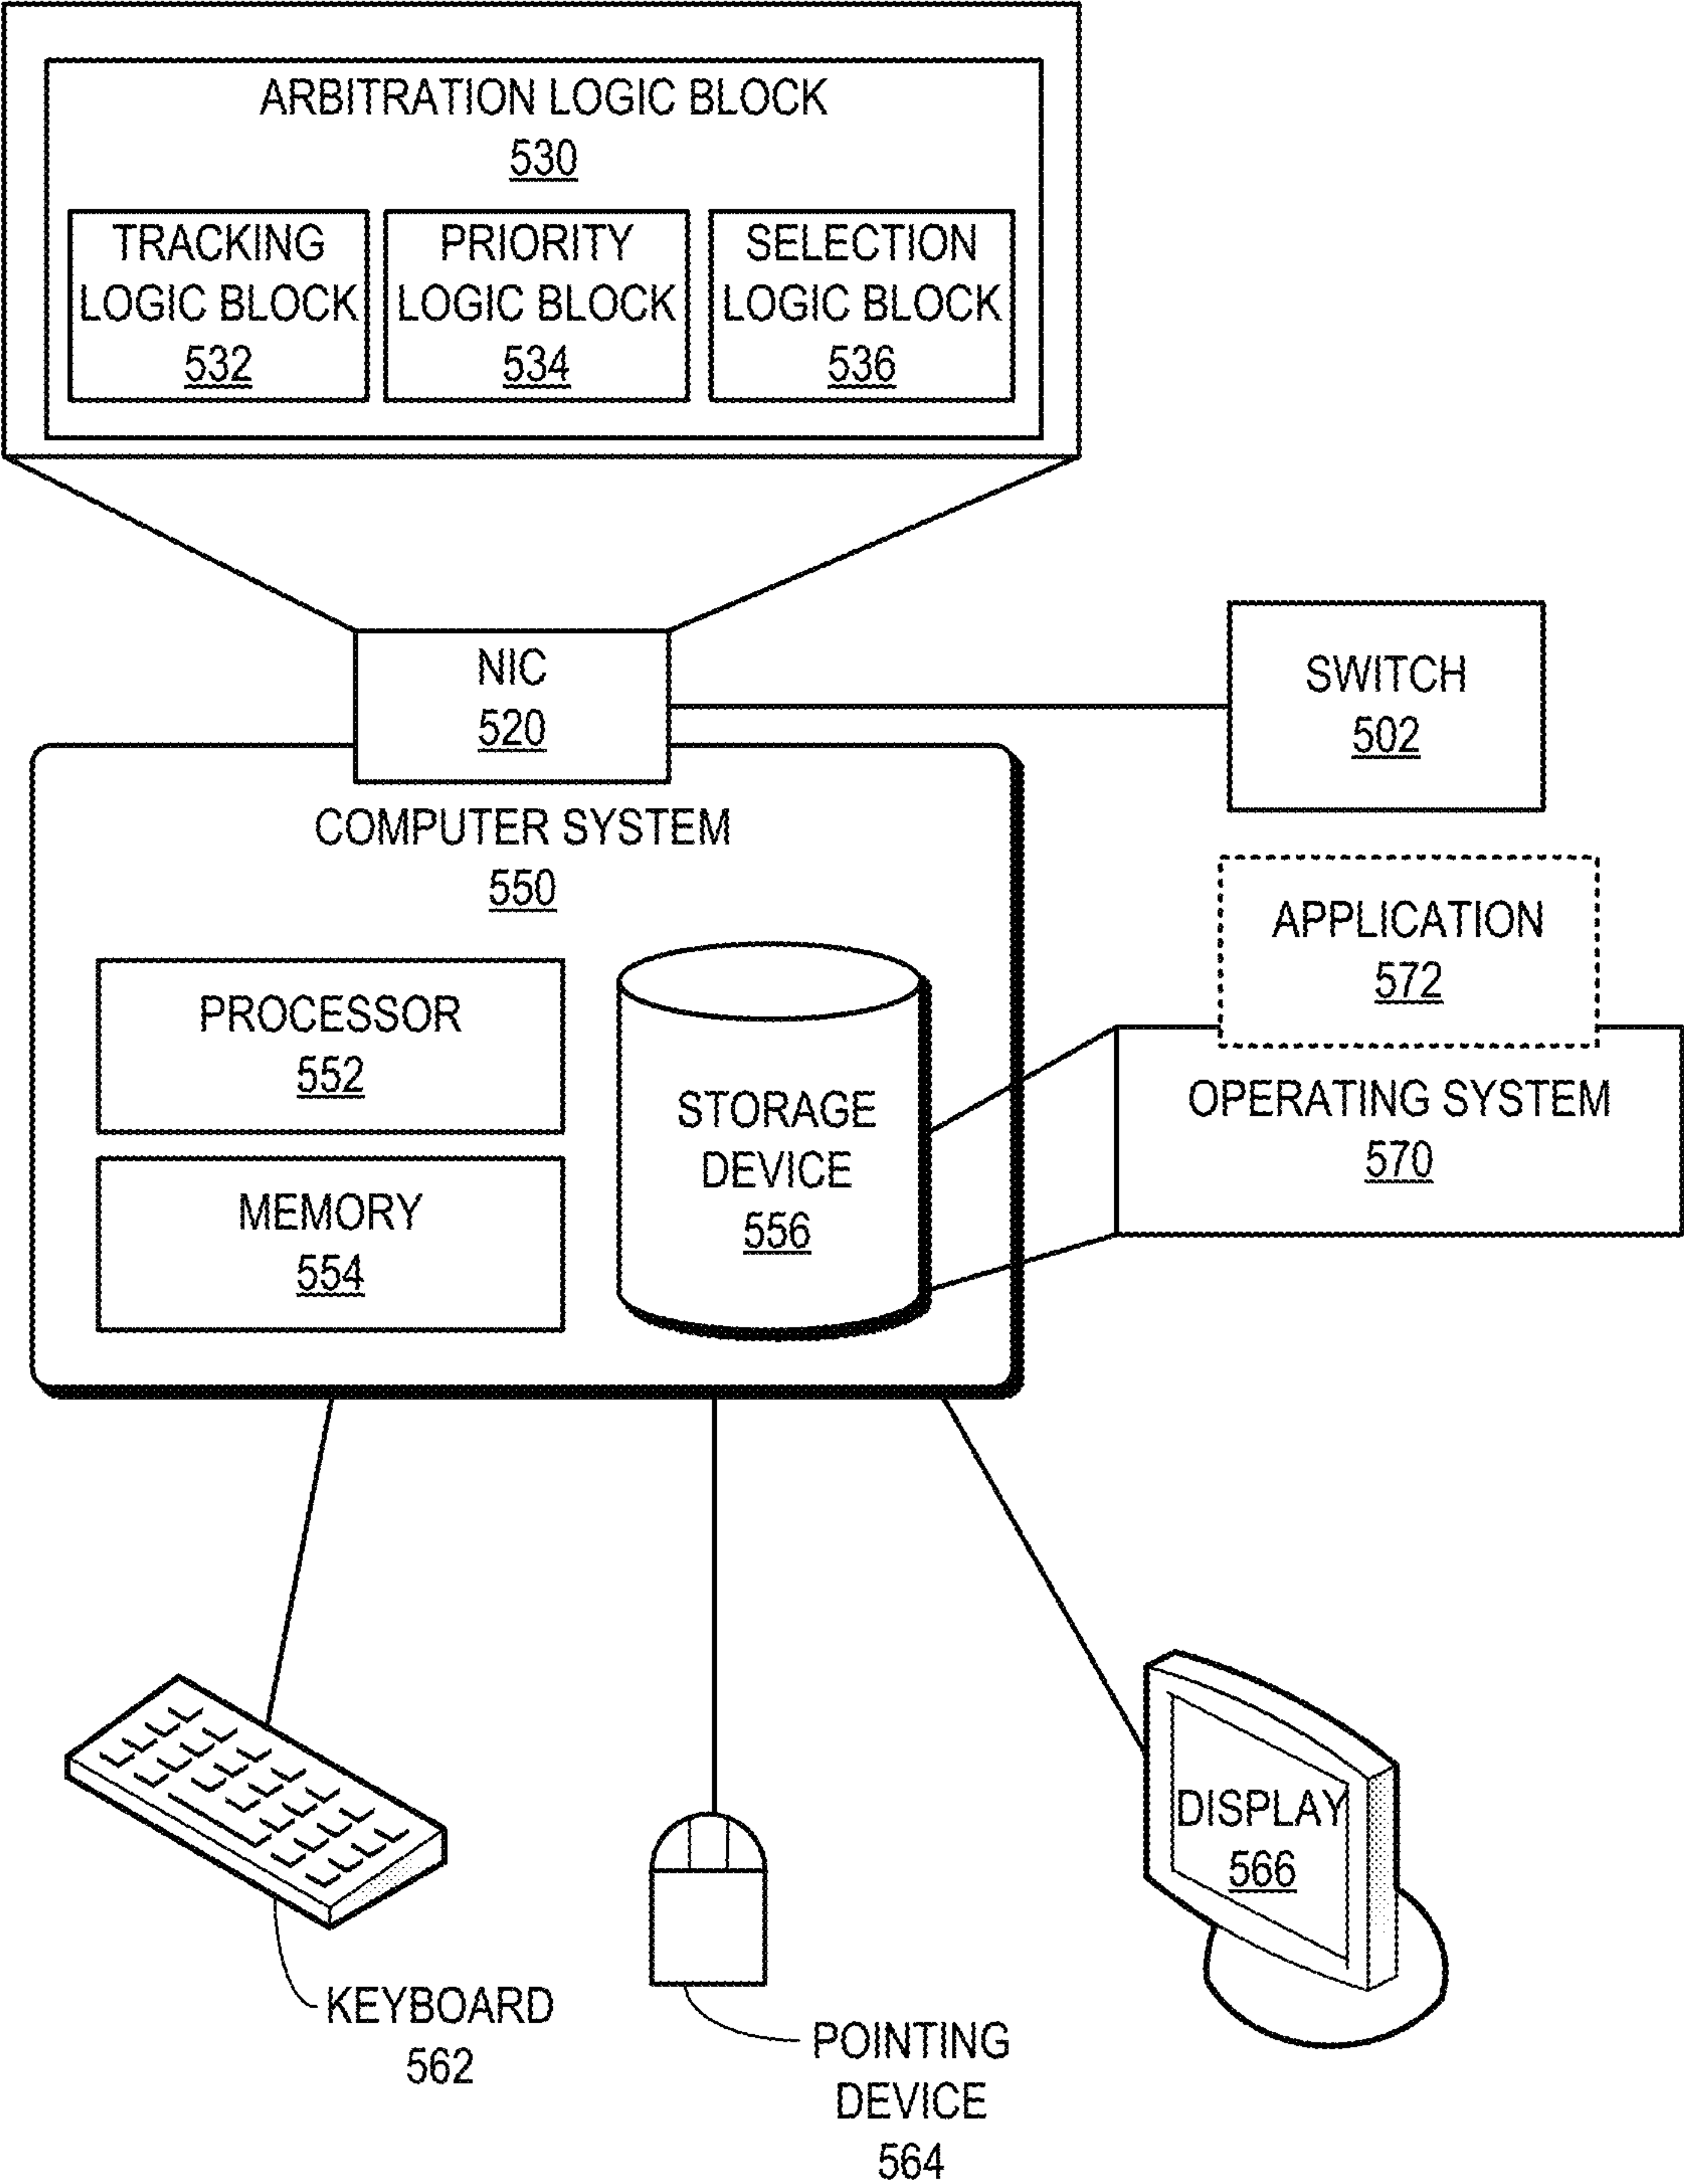 ARBITRATION LOGIC BLOCK
530
TRACKING
LOGIC BLOCK
532
PRIORITY
LOGIC BLOCK
534
SELECTION
LOGIC BLOCK
536
NIC
520
SWITCH
502
COMPUTER SYSTEM
550
PROCESSOR
552
MEMORY
554
STORAGE
DEVICE
556
APPLICATION
572
OPERATING SYSTEM
570
KEYBOARD
562
POINTING
DEVICE
564
DISPLAY
566